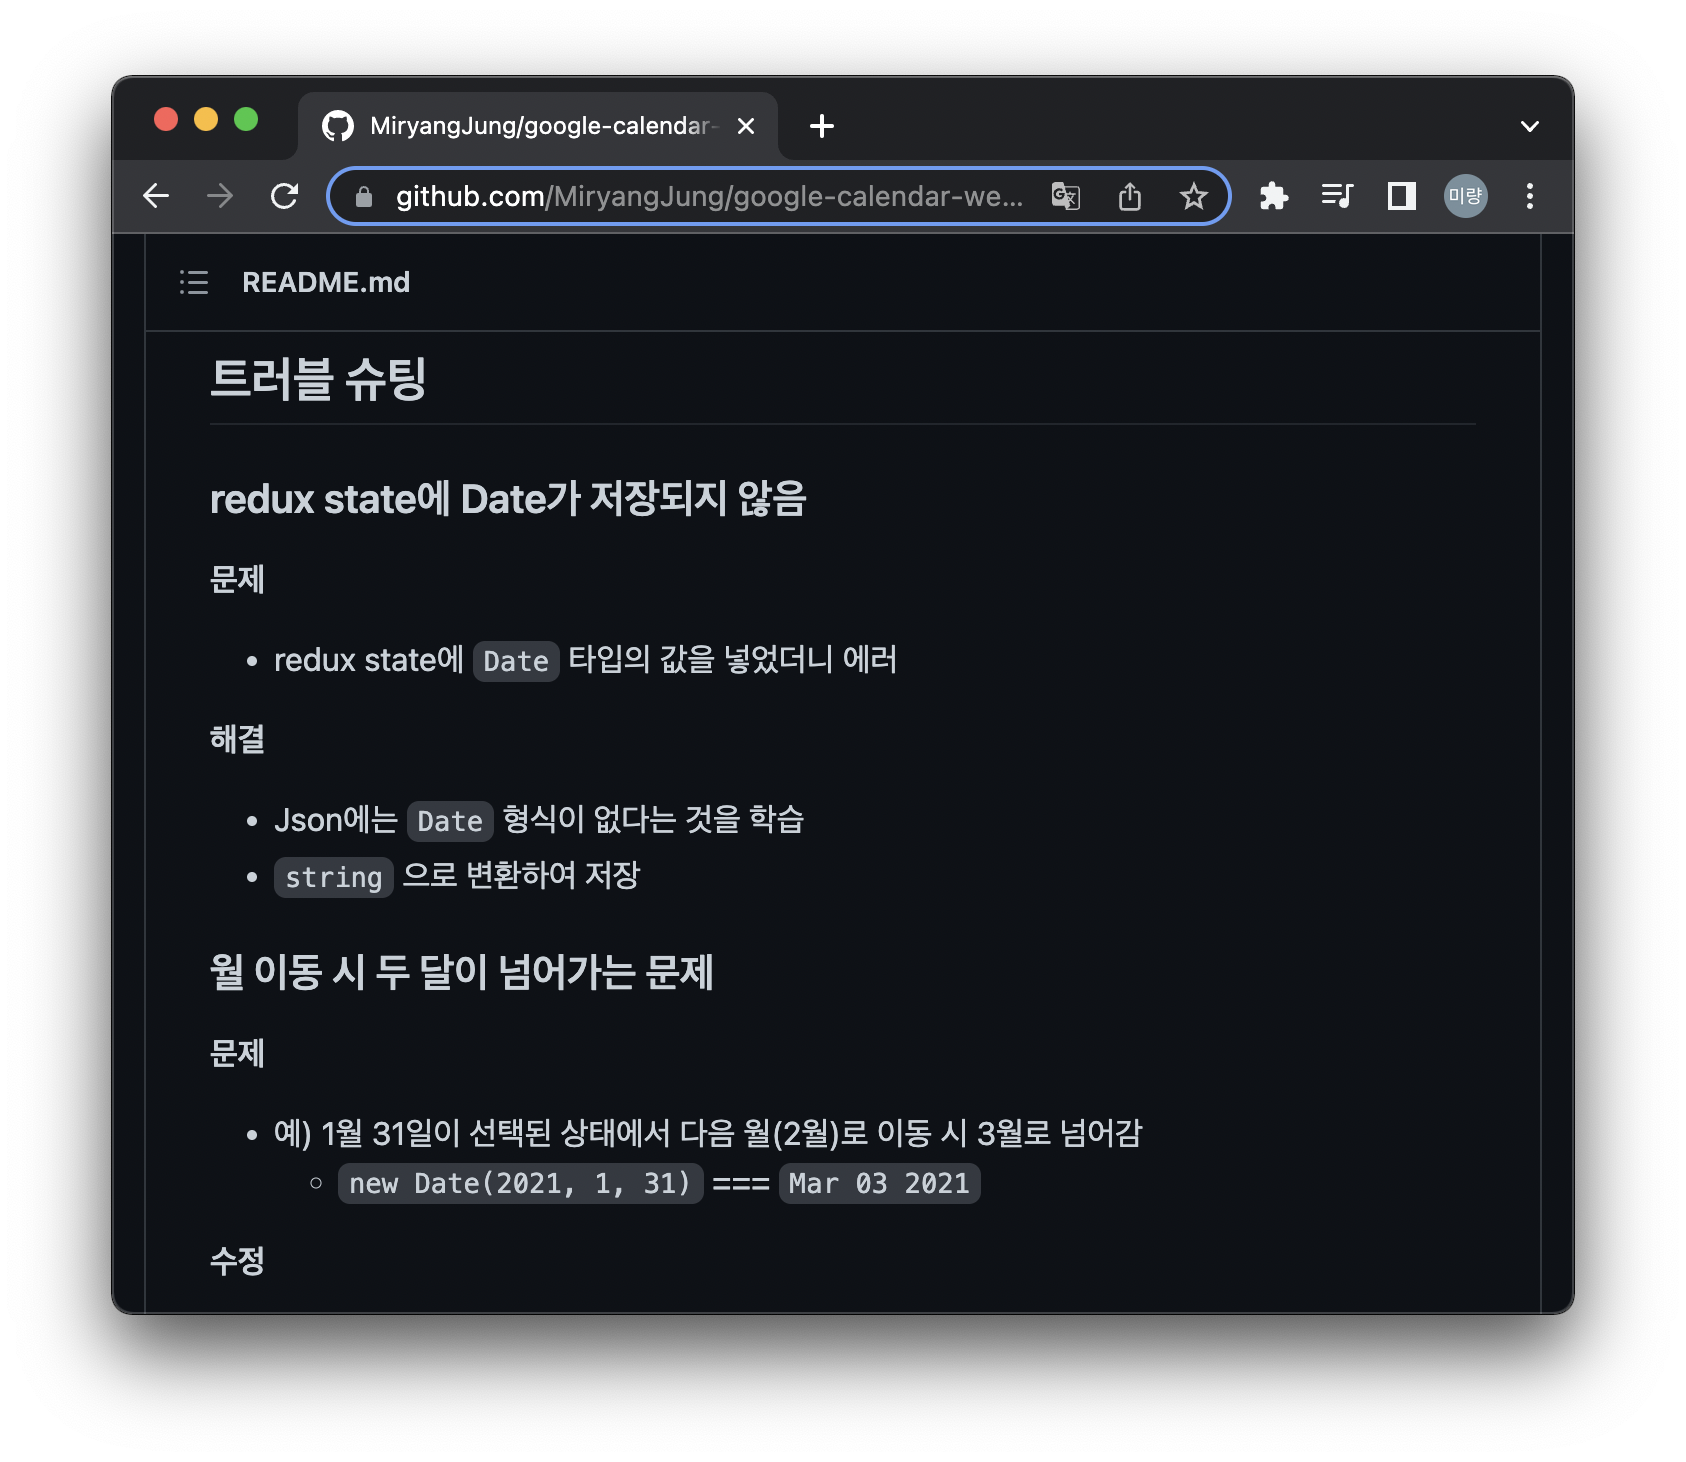 MiryangJung/google-calendar-
github.com/MiryangJung/google-calendar-we...
미량
README.md
트러블 슈팅
redux state에 Date가 저장되지 않음
문제
redux state에 Date 타입의 값을 넣었더니 에러
해결
Json에는 Date 형식이 없다는 것을 학습
string 으로 변환하여 저장
월 이동 시 두 달이 넘어가는 문제
문제
예) 1월 31일이 선택된 상태에서 다음 월(2월)로 이동 시 3월로 넘어감
new Date(2021, 1, 31) === Mar 03 2021
수정